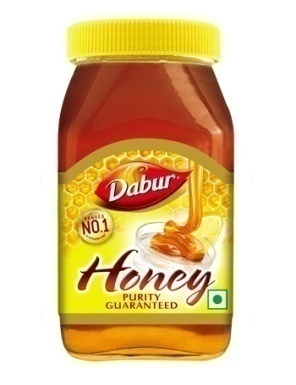 Dabur
RANKED
NO.1
Honey
PURITY
GUARANTEED